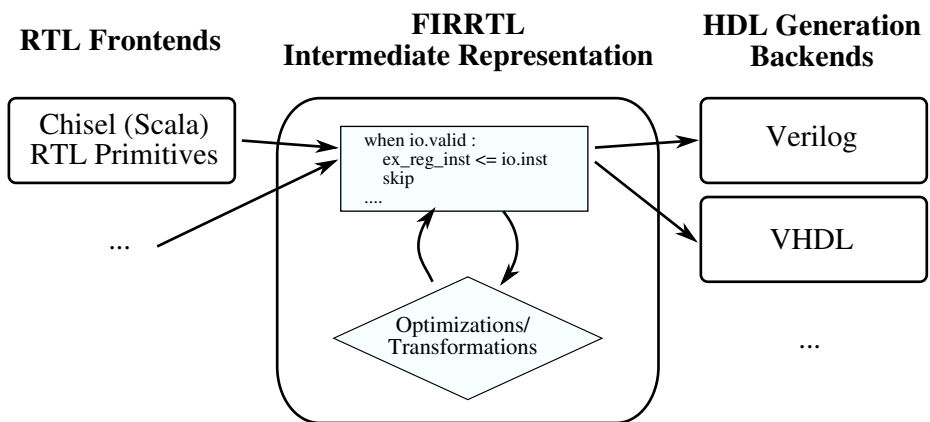 RTL Frontends
FIRRTL
Intermediate Representation
HDL Generation
Backends
Chisel (Scala)
RTL Primitives
...
when io.valid :
ex_reg_inst <= io.inst
skip
....
Optimizations/
Transformations
Verilog
VHDL
...